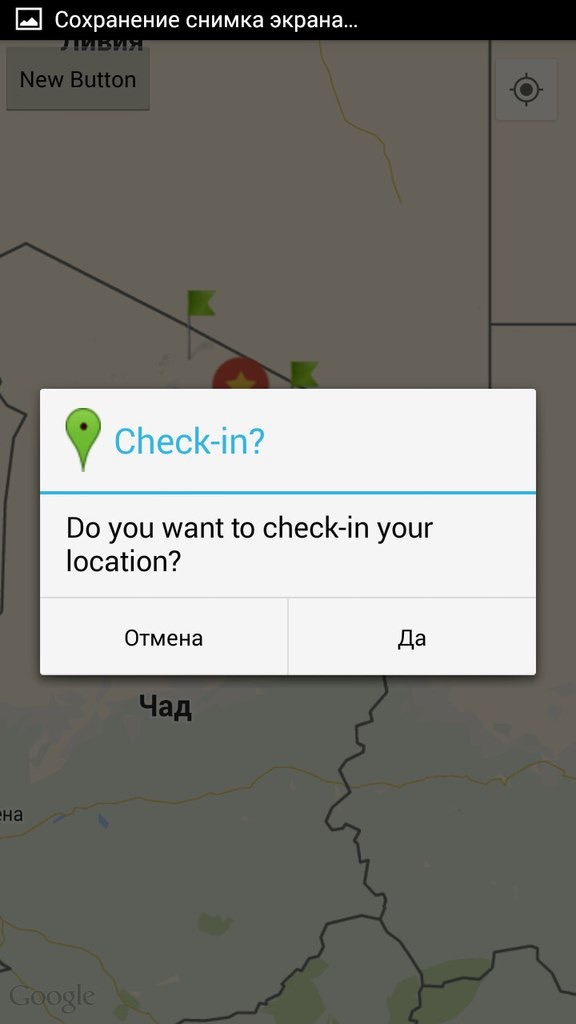 Сохранение снимка экрана...
Ливия
New Button
Check-in?
Do you want to check-in your
location?
Отмена
Да
Чад
ена
Google